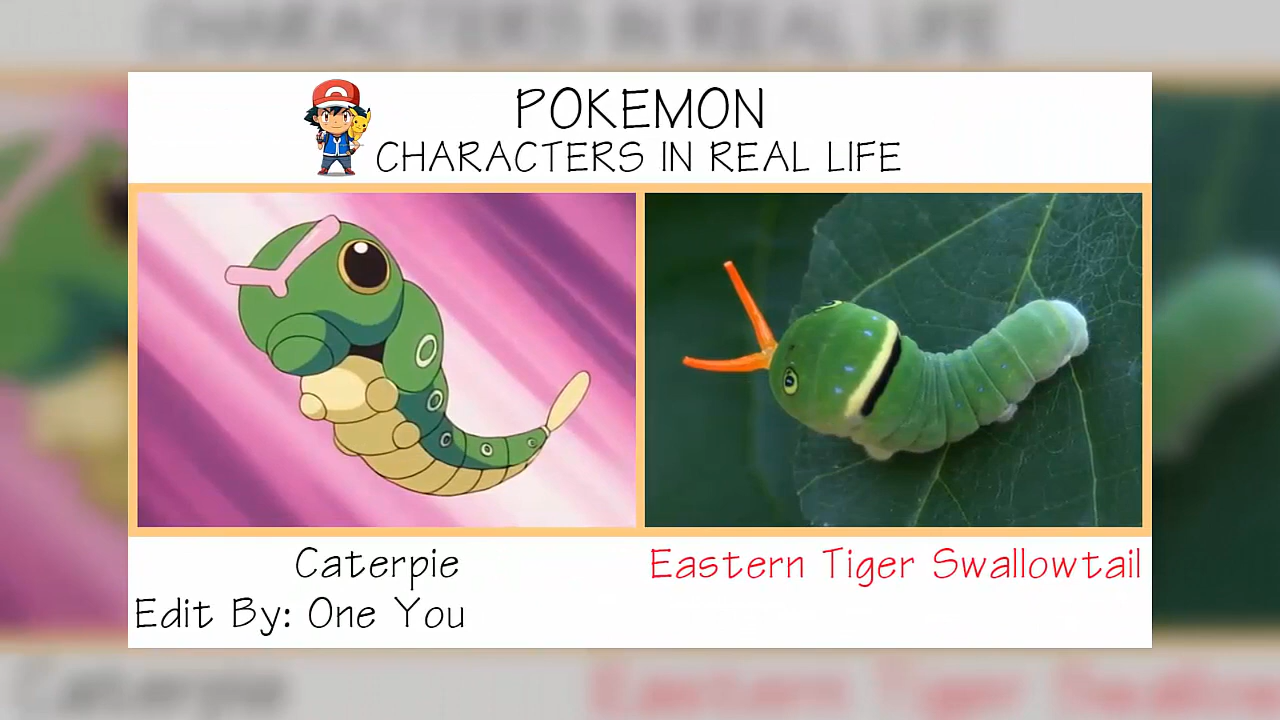 POKEMON
CHARACTERS IN REAL LIFE
Caterpie
Eastern Tiger Swallowtail
Edit By: One You